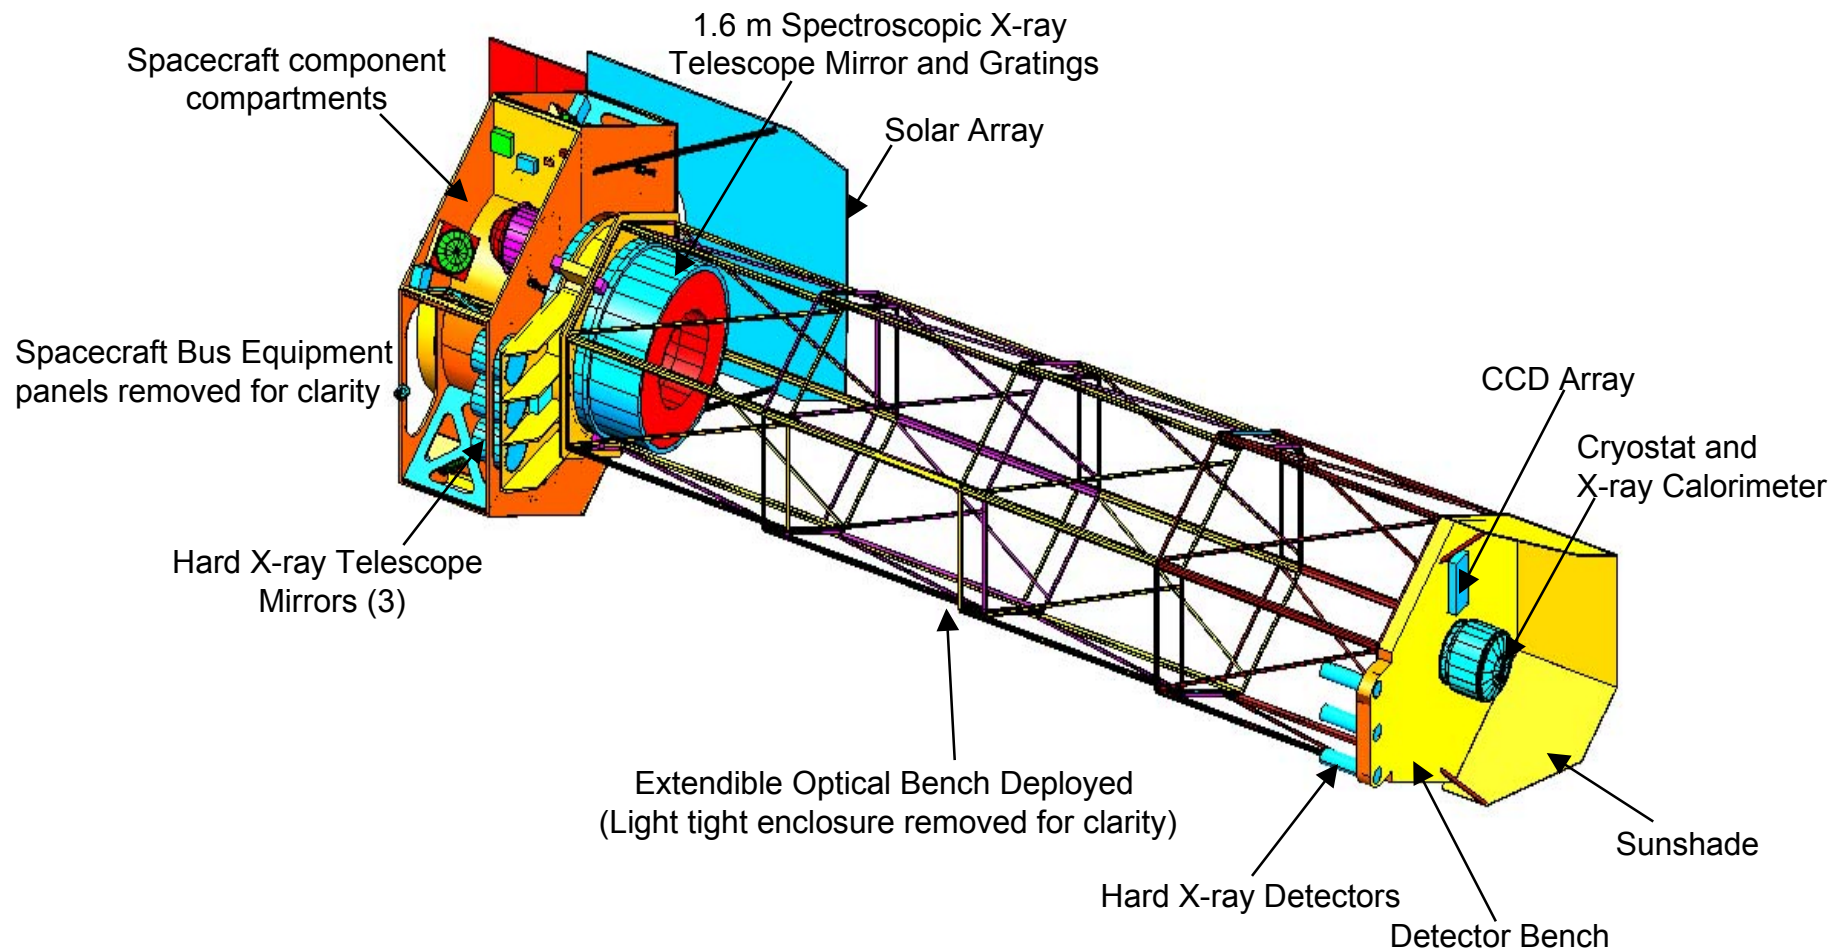 1.6 m Spectroscopic X-ray
Telescope Mirror and Gratings
Spacecraft component
compartments
Solar Array
Spacecraft Bus Equipment
panels removed for clarity
CCD Array
Cryostat and
X-ray Calorimeter
Hard X-ray Telescope
Mirrors (3)
Extendible Optical Bench Deployed
(Light tight enclosure removed for clarity)
Sunshade
Hard X-ray Detectors
Detector Bench